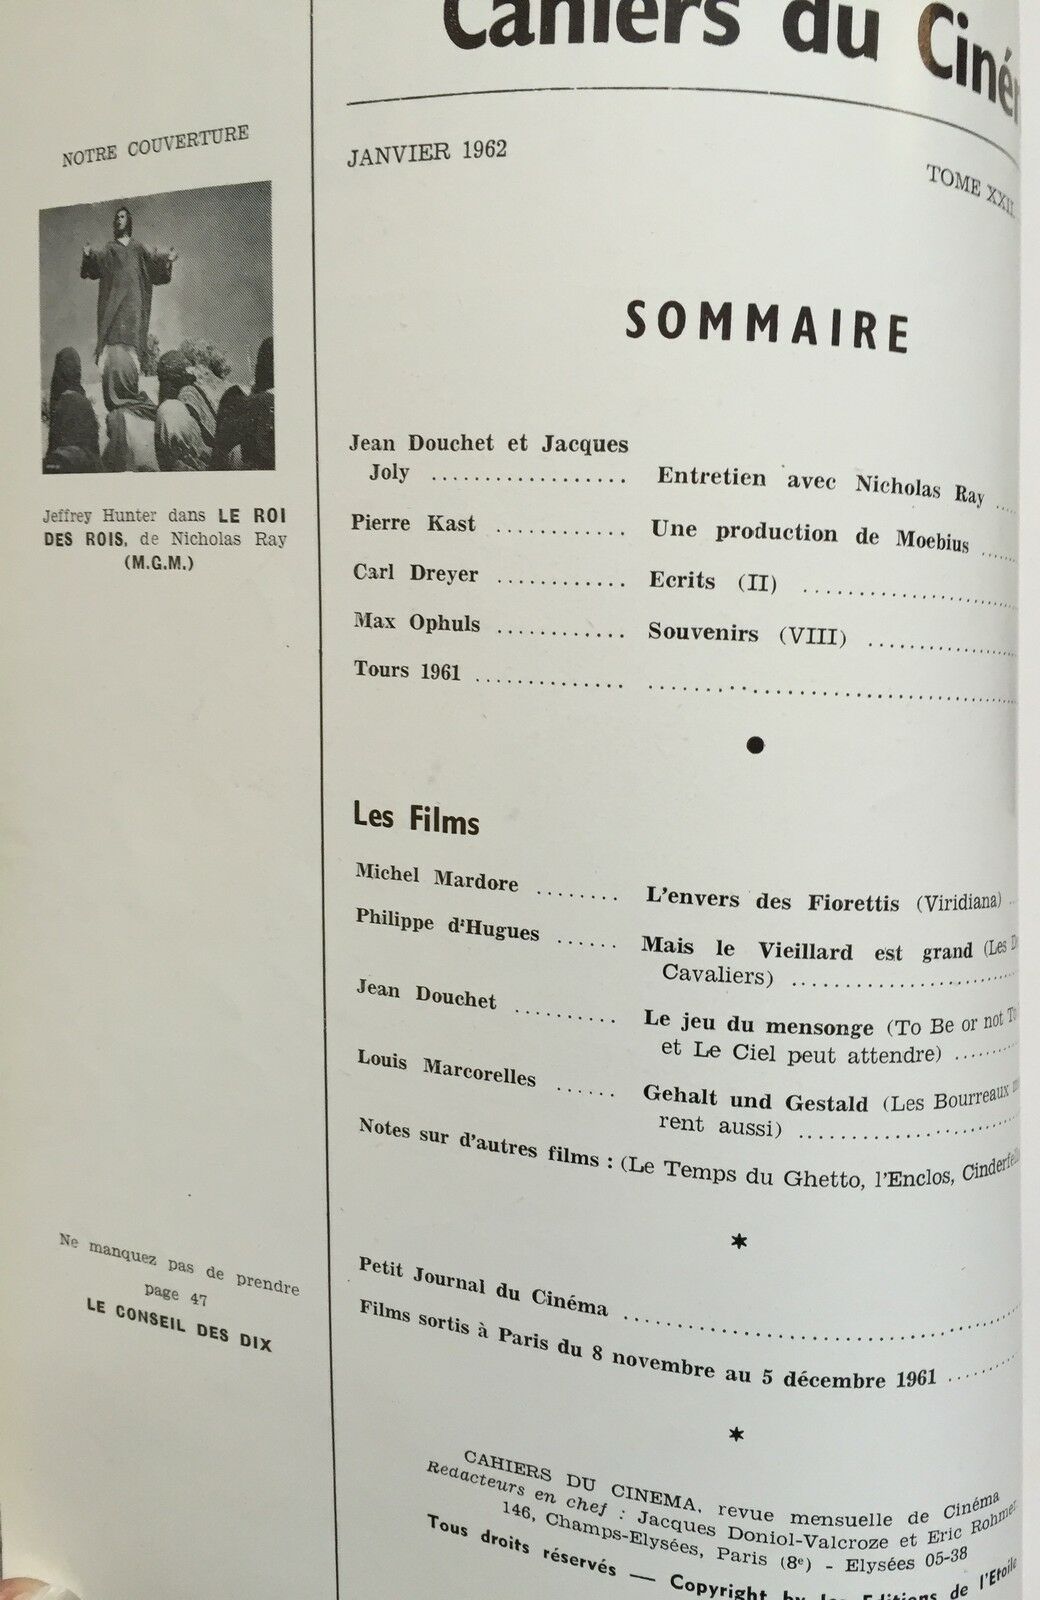 Cahiers du Ciném
NOTRE COUVERTURE
JANVIER 1962
TOME XXII
SOMMAIRE
Jean Douchet et Jacques
Joly .................. Entretien avec Nicholas Ray .....
Pierre Kast ............ Une production de Moebius ......
Carl Dreyer ............ Ecrits (II) ....................
Max Ophuls ............ Souvenirs (VIII) ..................
Tours 1961 ..............
Jeffrey Hunter dans LE ROI
DES ROIS, de Nicholas Ray
(M.G.M.)
Les Films
Michel Mardore ........ L'envers des Fiorettis (Viridiana) ..
Philippe d'Hugues ...... Mais le Vieillard est grand (Les D
Cavaliers) ....................
Jean Douchet .......... Le jeu du mensonge (To Be or not To
et Le Ciel peut attendre) ........
Louis Marcorelles ...... Gehalt und Gestald (Les Bourreaux
rent aussi) ....................
Notes sur d'autres films : (Le Temps du Ghetto, l'Enclos,
Petit Journal du Cinéma ....................
Films sortis à Paris du 8 novembre au 5 décembre 1961 ........
Ne manquez pas de prendre
page 47
LE CONSEIL DES DIX
CAHIERS DU CINEMA, revue mensuelle de Cinéma
Redacteurs en chef : Jacques Doniol-Valcroze et Eric Rohmer
146, Champs-Elysées, Paris (8e) - Elysées 05-38
Tous droits réservés — Copyright by les Editions de l'Etoile